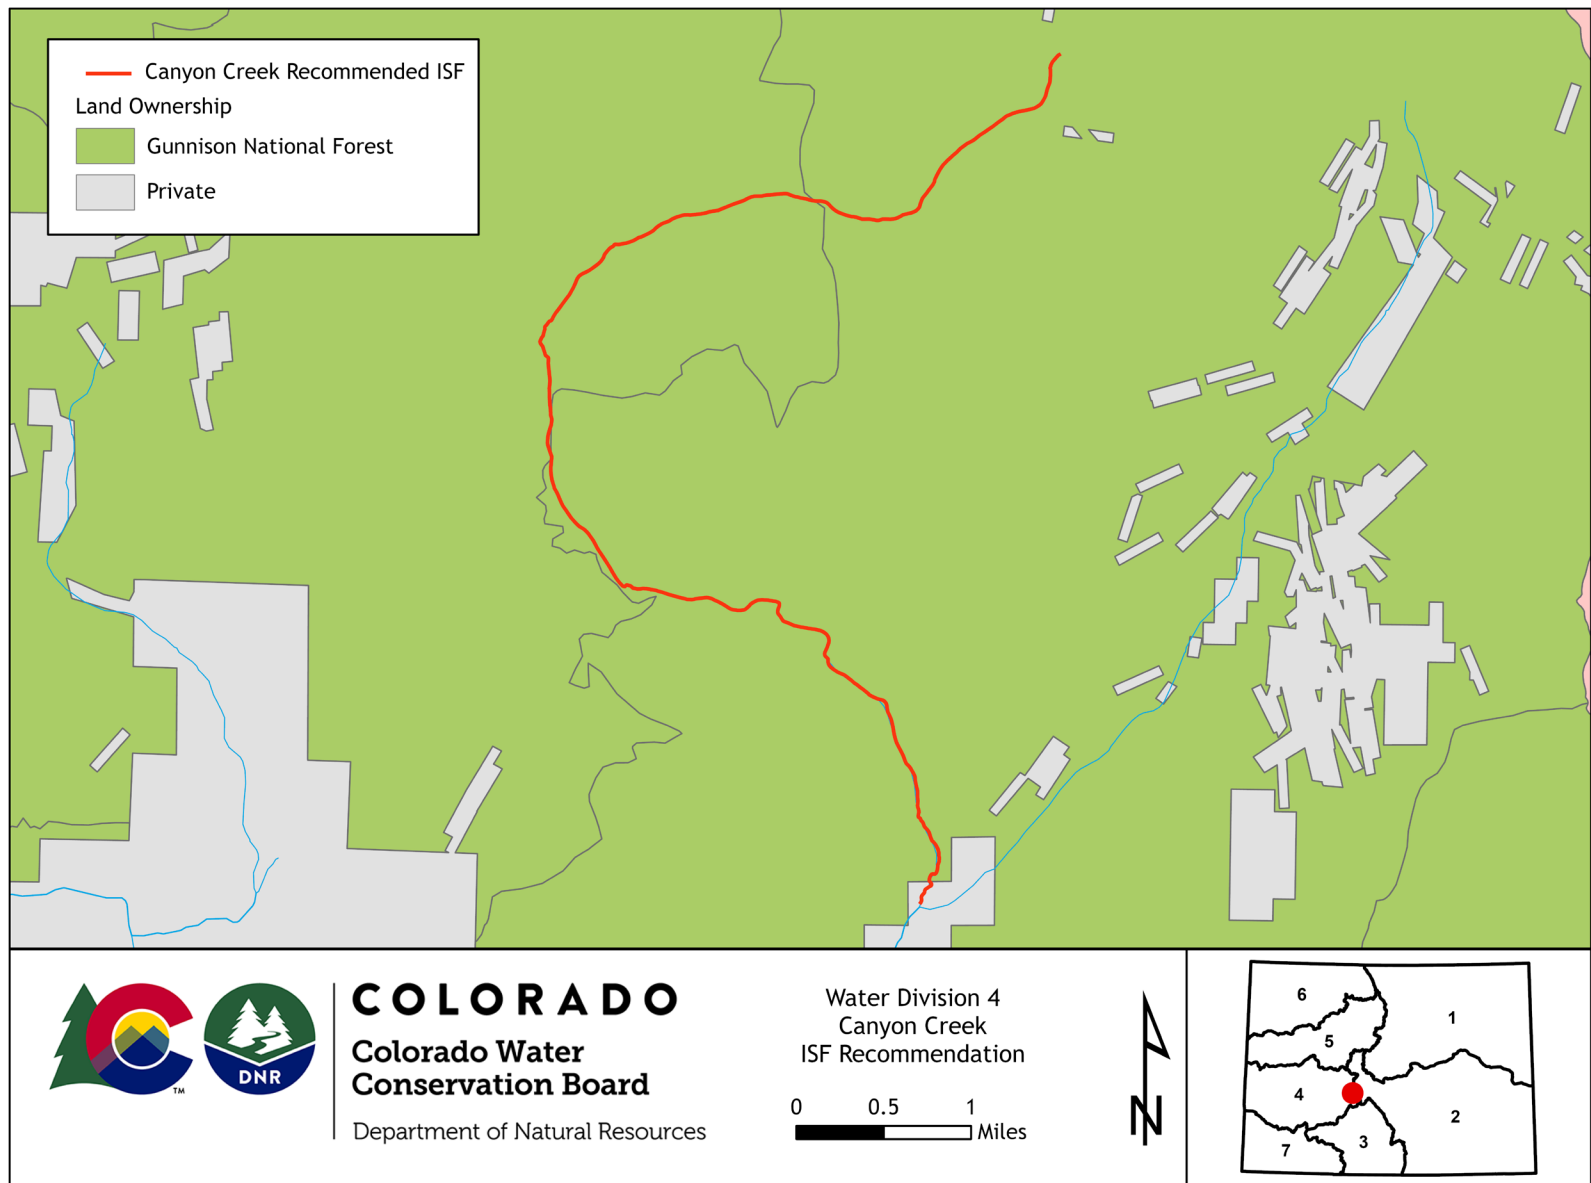 Canyon Creek Recommended ISF
Land Ownership
Gunnison National Forest
Private
COLORADO
Colorado Water
Conservation Board
Department of Natural Resources
TM
DNR
Water Division 4
Canyon Creek
ISF Recommendation
0 0.5 1
Miles
N
6
1
5
4
2
3
7